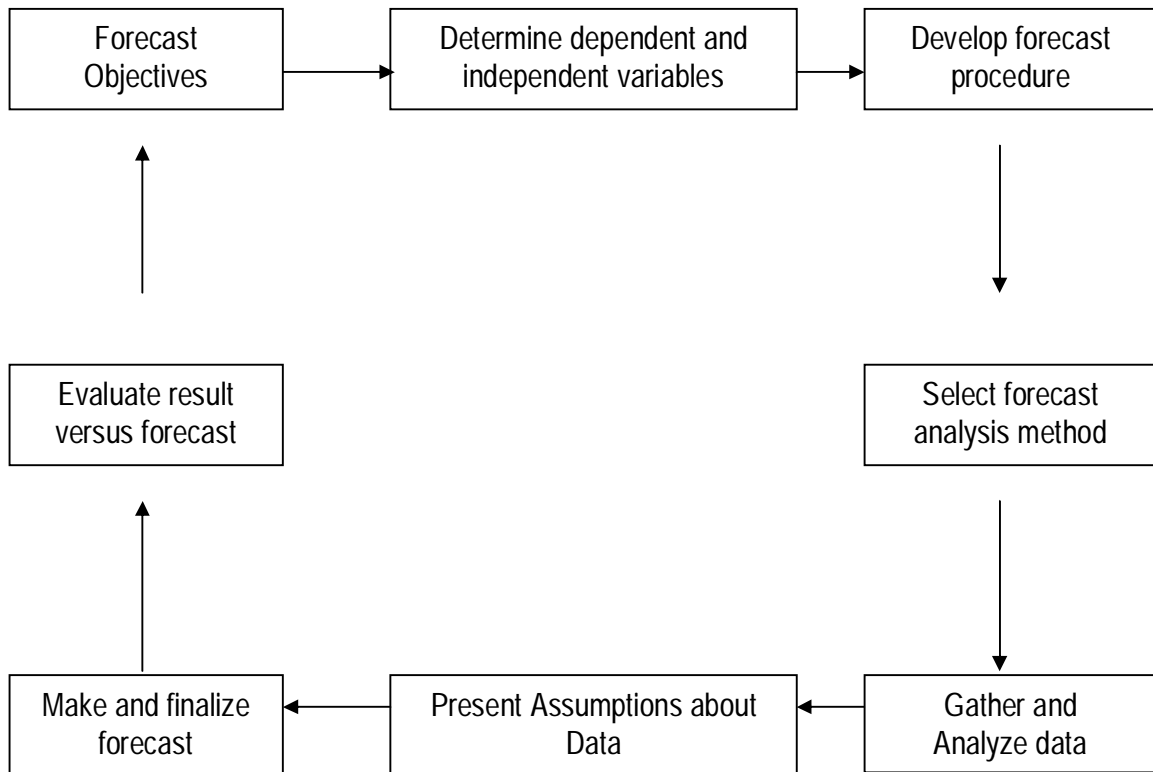 Forecast
Objectives
Determine dependent and
independent variables
Develop forecast
procedure
Evaluate result
versus forecast
Select forecast
analysis method
Make and finalize
forecast
Present Assumptions about
Data
Gather and
Analyze data